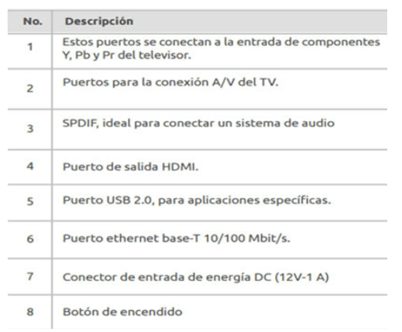 No. Descripción
1 Estos puertos se conectan a la entrada de componentes
Y, Pb y Pr del televisor.
2 Puertos para la conexión A/V del TV.
3 SPDIF, ideal para conectar un sistema de audio
4 Puerto de salida HDMI.
5 Puerto USB 2.0, para aplicaciones específicas.
6 Puerto ethernet base-T 10/100 Mbit/s.
7 Conector de entrada de energía DC (12V-1 A)
8 Botón de encendido